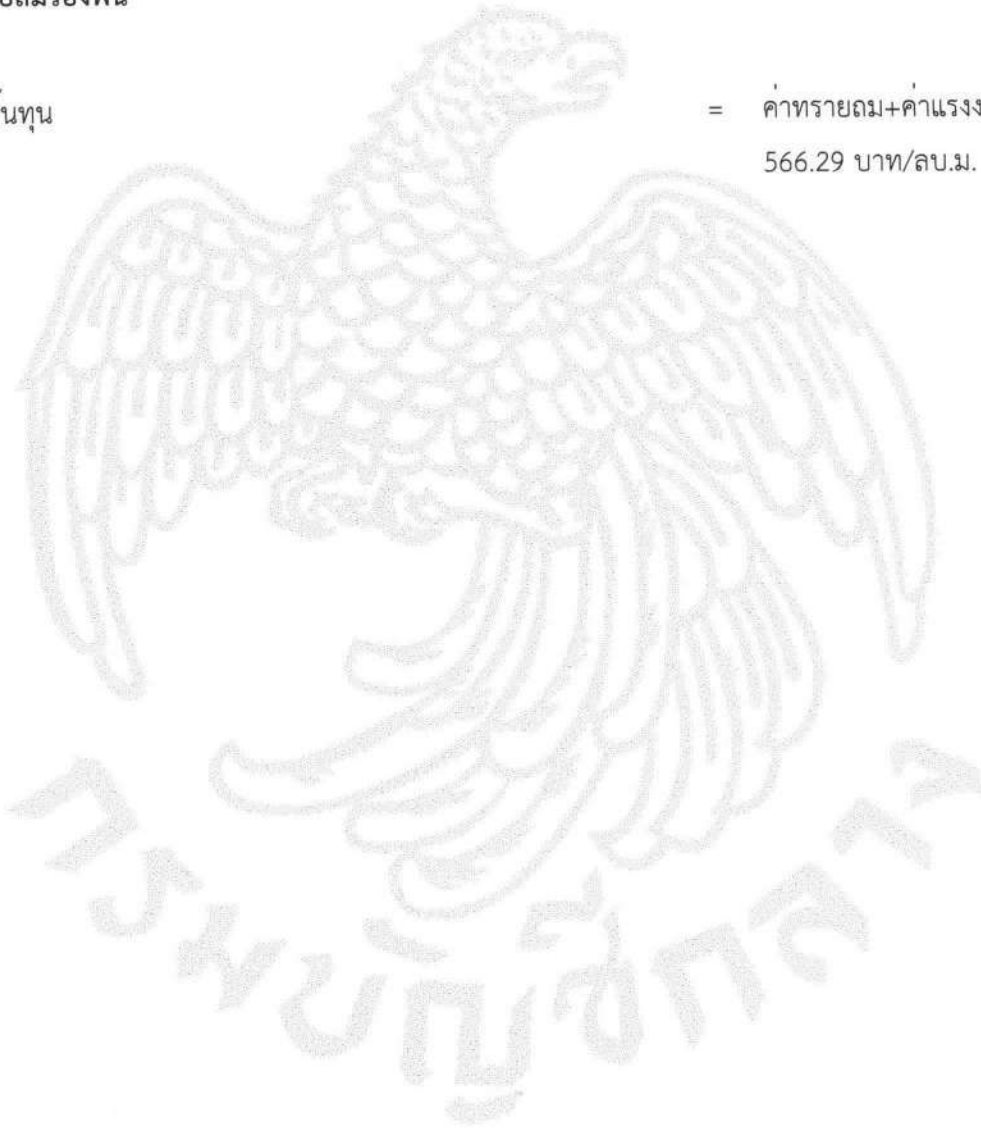 นทุน = ค่าทรายถม+ค่าแรง
566.29 บาท/ลบ.ม.
กรมบัญชีกลาง